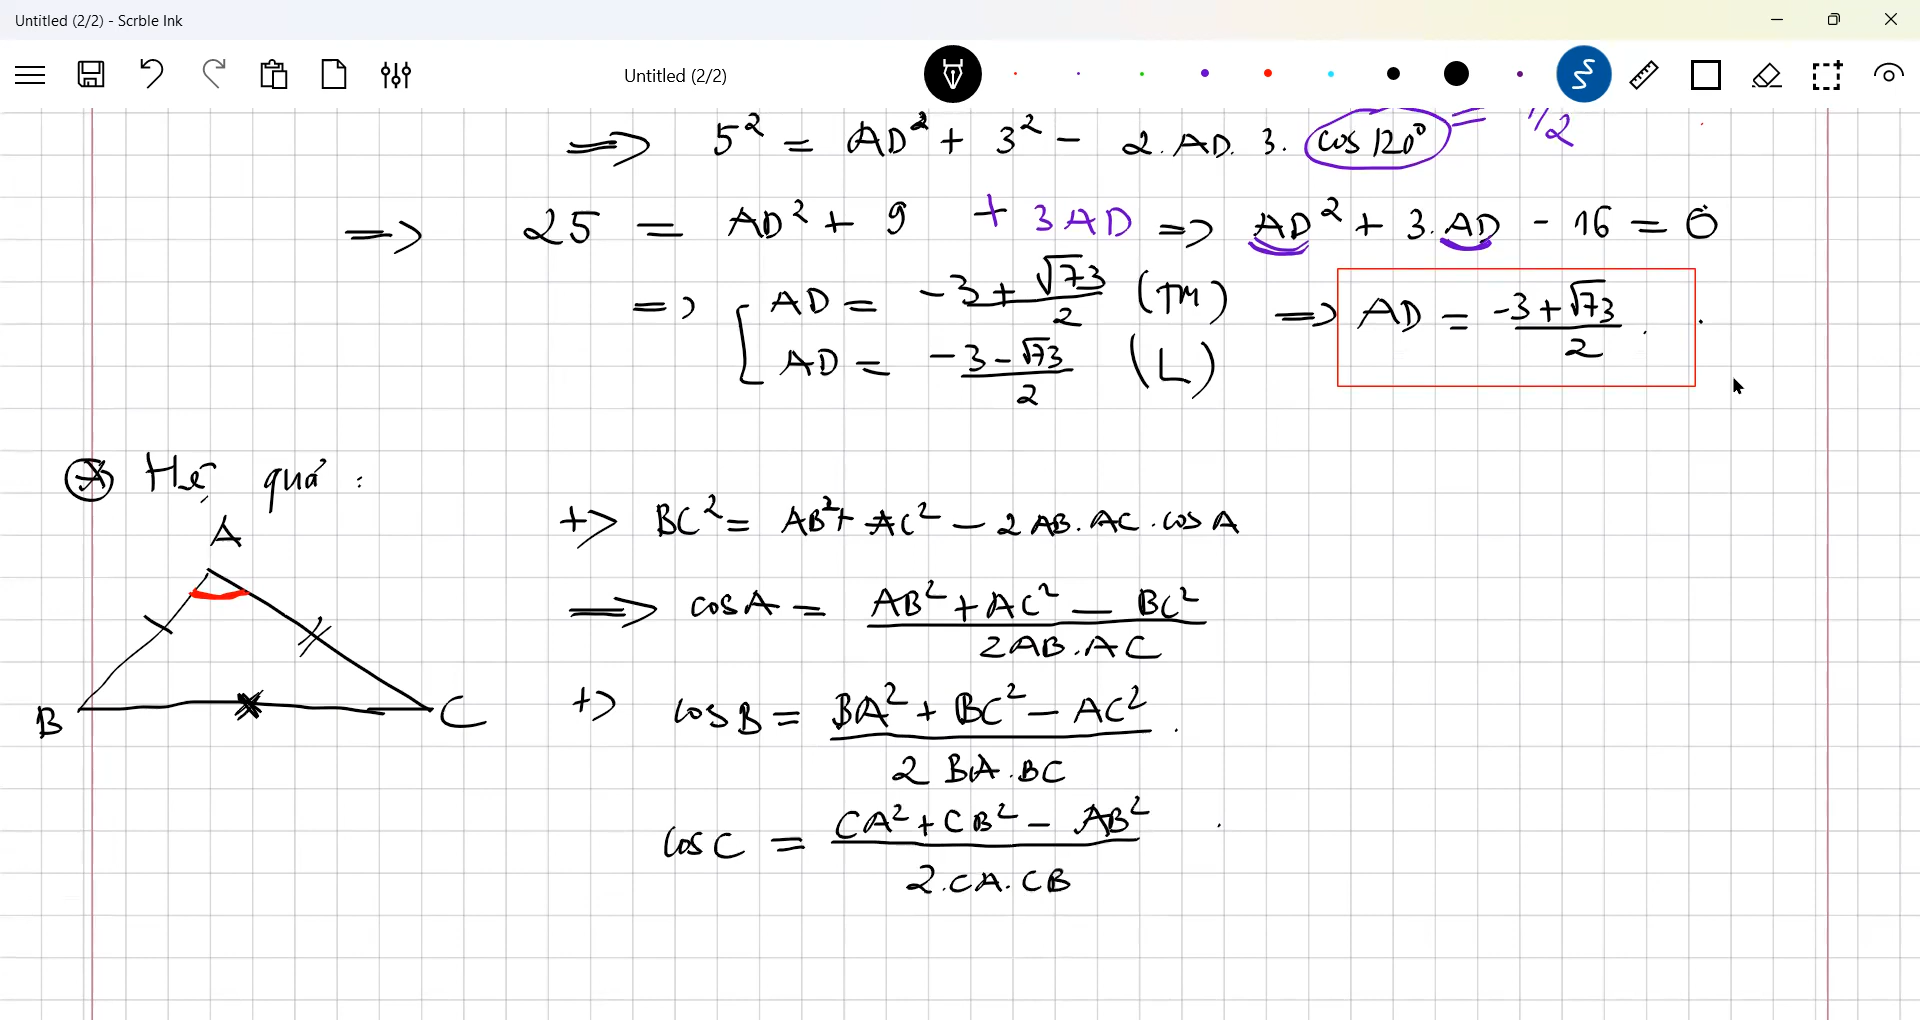 Untitled (2/2) - Scrble Ink
Untitled (2/2)
=> 5² = AD² + 3² - 2.AD. 3. cos 120° = 1/2
=> 25 = AD² + 9 + 3AD => AD² + 3.AD - 16 = 0
=> [ AD = (-3 + √73)/2 (TM) => AD = (-3 + √73)/2 .
AD = (-3 - √73)/2 (L)
Hệ quả :
A
B
C
+> BC² = AB² + AC² - 2AB.AC.cos A
=> cos A = (AB² + AC² - BC²)/(2AB.AC)
+> cos B = (BA² + BC² - AC²)/(2BA.BC) .
cos C = (CA² + CB² - AB²)/(2.CA.CB) .